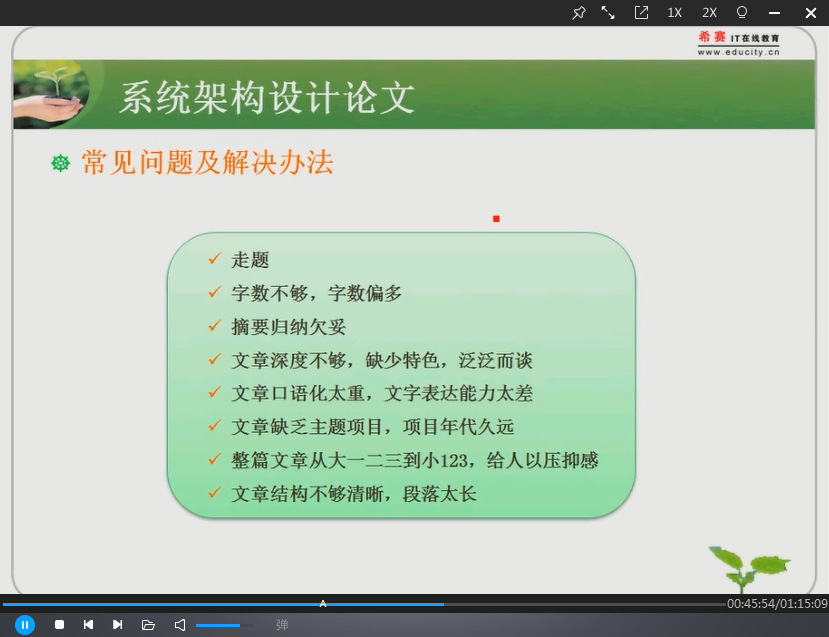 1X
2X
希赛 IT在线教育
www.educity.cn
系统架构设计论文
常见问题及解决办法
走题
字数不够，字数偏多
摘要归纳欠妥
文章深度不够，缺少特色，泛泛而谈
文章口语化太重，文字表达能力太差
文章缺乏主题项目，项目年代久远
整篇文章从大一二三到小123，给人以压抑感
文章结构不够清晰，段落太长
A
00:45:54/01:15:09
弹